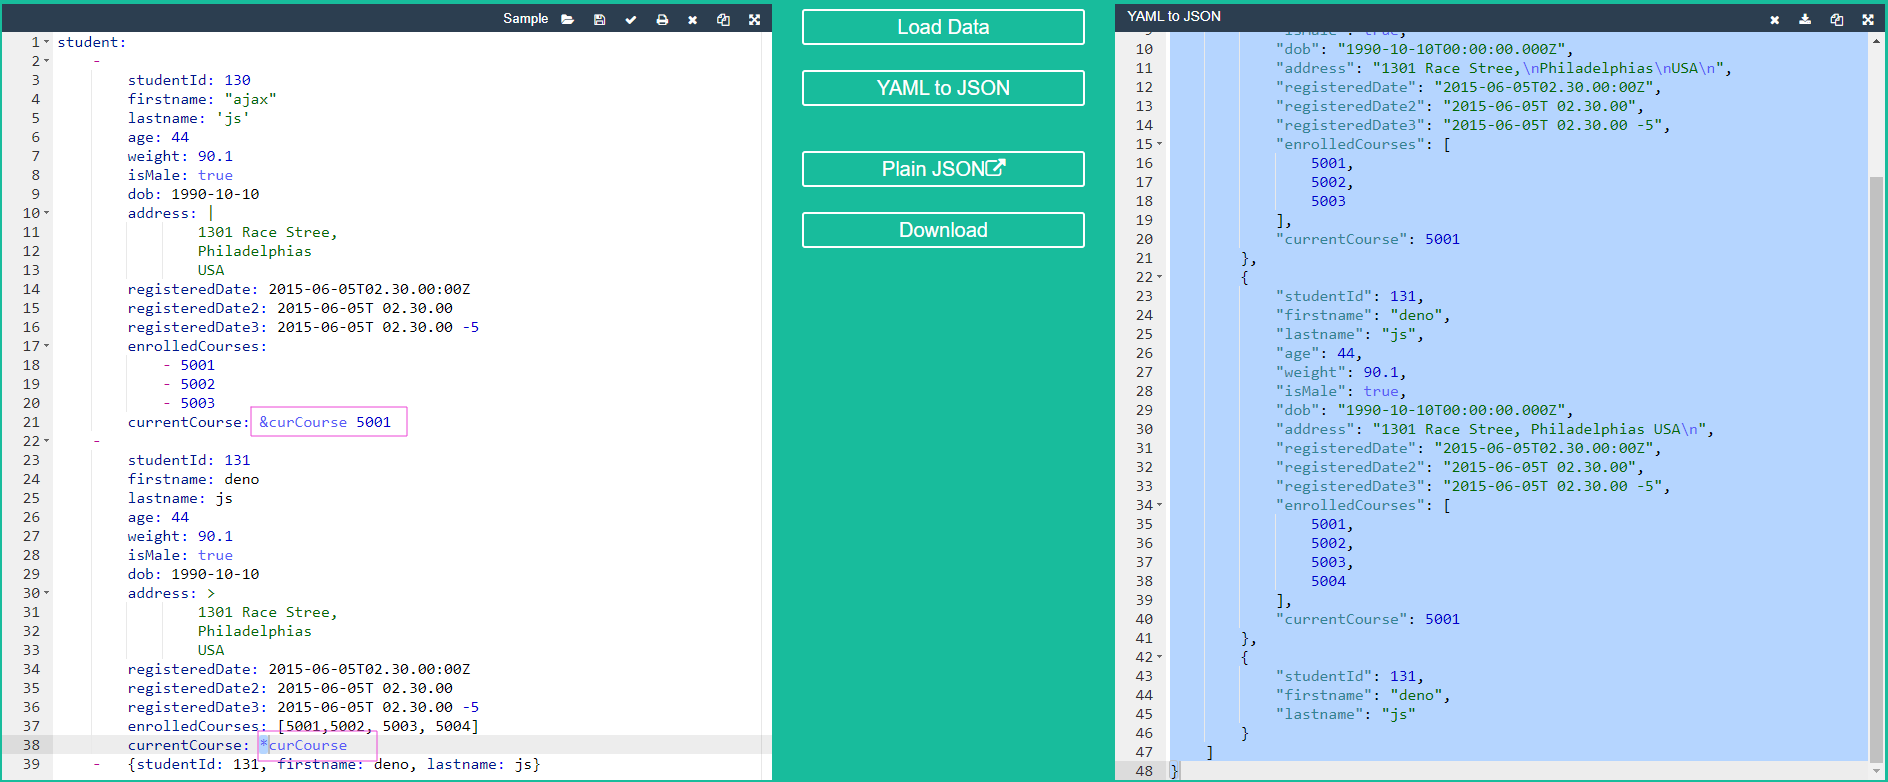 Sample
1 student:
2 -
3 studentId: 130
4 firstname: "ajax"
5 lastname: 'js'
6 age: 44
7 weight: 90.1
8 isMale: true
9 dob: 1990-10-10
10 address: |
11 1301 Race Stree,
12 Philadelphias
13 USA
14 registeredDate: 2015-06-05T02.30.00:00Z
15 registeredDate2: 2015-06-05T 02.30.00
16 registeredDate3: 2015-06-05T 02.30.00 -5
17 enrolledCourses:
18 - 5001
19 - 5002
20 - 5003
21 currentCourse: &curCourse 5001
22 -
23 studentId: 131
24 firstname: deno
25 lastname: js
26 age: 44
27 weight: 90.1
28 isMale: true
29 dob: 1990-10-10
30 address: >
31 1301 Race Stree,
32 Philadelphias
33 USA
34 registeredDate: 2015-06-05T02.30.00:00Z
35 registeredDate2: 2015-06-05T 02.30.00
36 registeredDate3: 2015-06-05T 02.30.00 -5
37 enrolledCourses: [5001,5002, 5003, 5004]
38 currentCourse: *curCourse
39 - {studentId: 131, firstname: deno, lastname: js}
Load Data
YAML to JSON
Plain JSON
Download
YAML to JSON
9 "isMale": true,
10 "dob": "1990-10-10T00:00:00.000Z",
11 "address": "1301 Race Stree,\nPhiladelphias\nUSA\n",
12 "registeredDate": "2015-06-05T02.30.00:00Z",
13 "registeredDate2": "2015-06-05T 02.30.00",
14 "registeredDate3": "2015-06-05T 02.30.00 -5",
15 "enrolledCourses": [
16 5001,
17 5002,
18 5003
19 ],
20 "currentCourse": 5001
21 },
22 {
23 "studentId": 131,
24 "firstname": "deno",
25 "lastname": "js",
26 "age": 44,
27 "weight": 90.1,
28 "isMale": true,
29 "dob": "1990-10-10T00:00:00.000Z",
30 "address": "1301 Race Stree, Philadelphias USA\n",
31 "registeredDate": "2015-06-05T02.30.00:00Z",
32 "registeredDate2": "2015-06-05T 02.30.00",
33 "registeredDate3": "2015-06-05T 02.30.00 -5",
34 "enrolledCourses": [
35 5001,
36 5002,
37 5003,
38 5004
39 ],
40 "currentCourse": 5001
41 },
42 {
43 "studentId": 131,
44 "firstname": "deno",
45 "lastname": "js"
46 }
47 ]
48 }